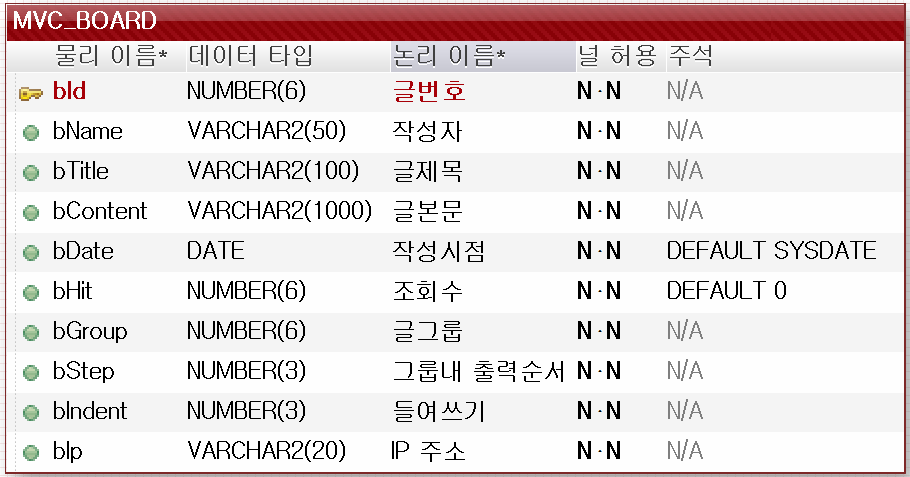 MVC_BOARD
물리 이름* 데이터 타입 논리 이름* 널 허용 주석
bId NUMBER(6) 글번호 N·N N/A
bName VARCHAR2(50) 작성자 N·N N/A
bTitle VARCHAR2(100) 글제목 N·N N/A
bContent VARCHAR2(1000) 글본문 N·N N/A
bDate DATE 작성시점 N·N DEFAULT SYSDATE
bHit NUMBER(6) 조회수 N·N DEFAULT 0
bGroup NUMBER(6) 글그룹 N·N N/A
bStep NUMBER(3) 그룹내 출력순서 N·N N/A
bIndent NUMBER(3) 들여쓰기 N·N N/A
bIp VARCHAR2(20) IP 주소 N·N N/A